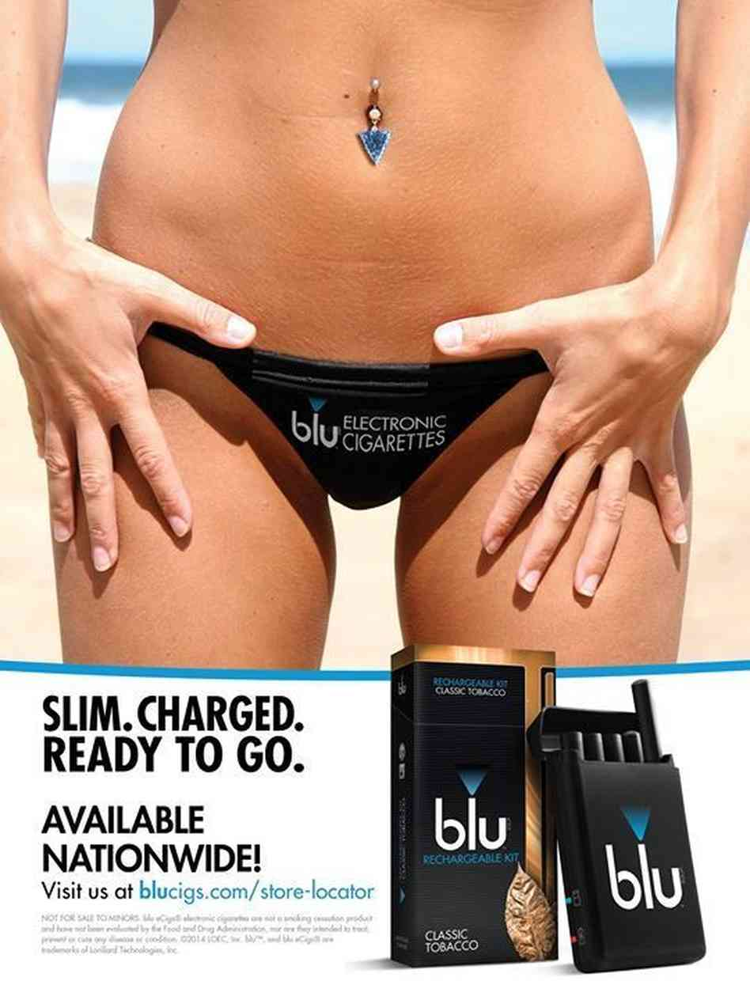 blu ELECTRONIC
CIGARETTES
SLIM. CHARGED.
READY TO GO.
AVAILABLE
NATIONWIDE!
Visit us at blucigs.com/store-locator
NOT FOR SALE TO MINORS. blu eCigs® electronic cigarettes are not a smoking cessation product
and have not been evaluated by the Food and Drug Administration, nor are they intended to treat,
prevent or cure any disease or condition. ©2014 LOEC, Inc. blu™, and blu eCigs® are
trademarks of Lorillard Technologies, Inc.
RECHARGEABLE KIT
CLASSIC TOBACCO
blu
blu
RECHARGEABLE KIT
CLASSIC
TOBACCO
blu